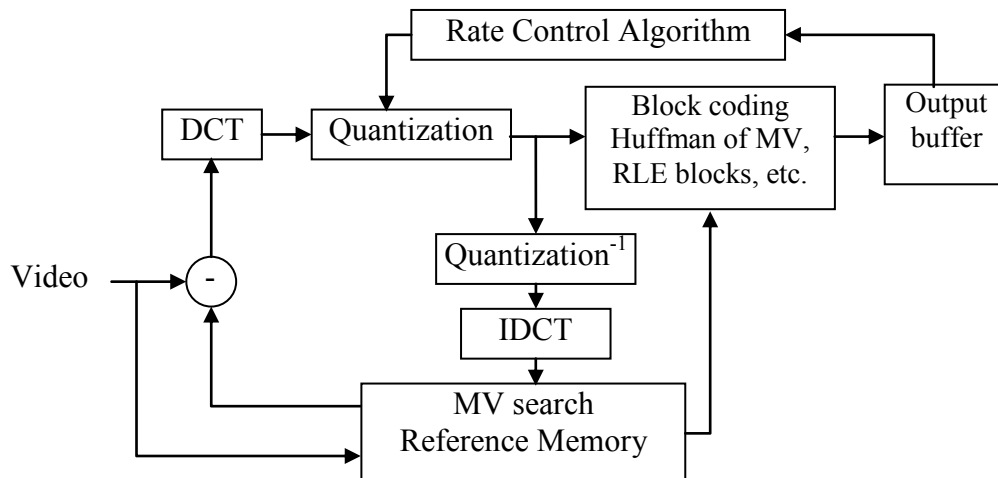 Rate Control Algorithm
DCT
Quantization
Block coding
Huffman of MV,
RLE blocks, etc.
Output
buffer
Quantization⁻¹
Video
-
IDCT
MV search
Reference Memory